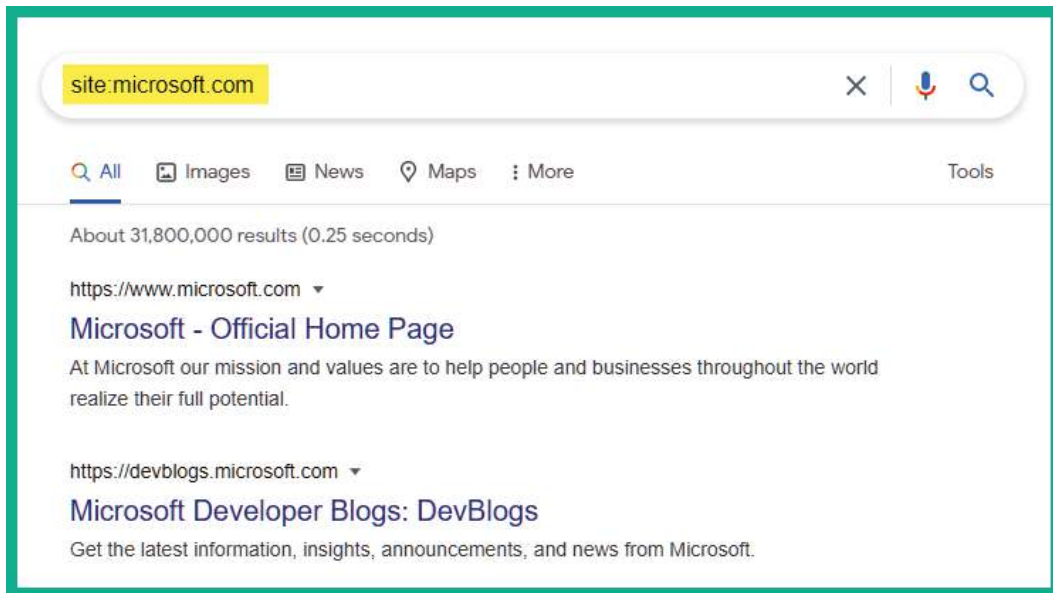 site:microsoft.com
All Images News Maps More Tools
About 31,800,000 results (0.25 seconds)
https://www.microsoft.com
Microsoft - Official Home Page
At Microsoft our mission and values are to help people and businesses throughout the world
realize their full potential.
https://devblogs.microsoft.com
Microsoft Developer Blogs: DevBlogs
Get the latest information, insights, announcements, and news from Microsoft.